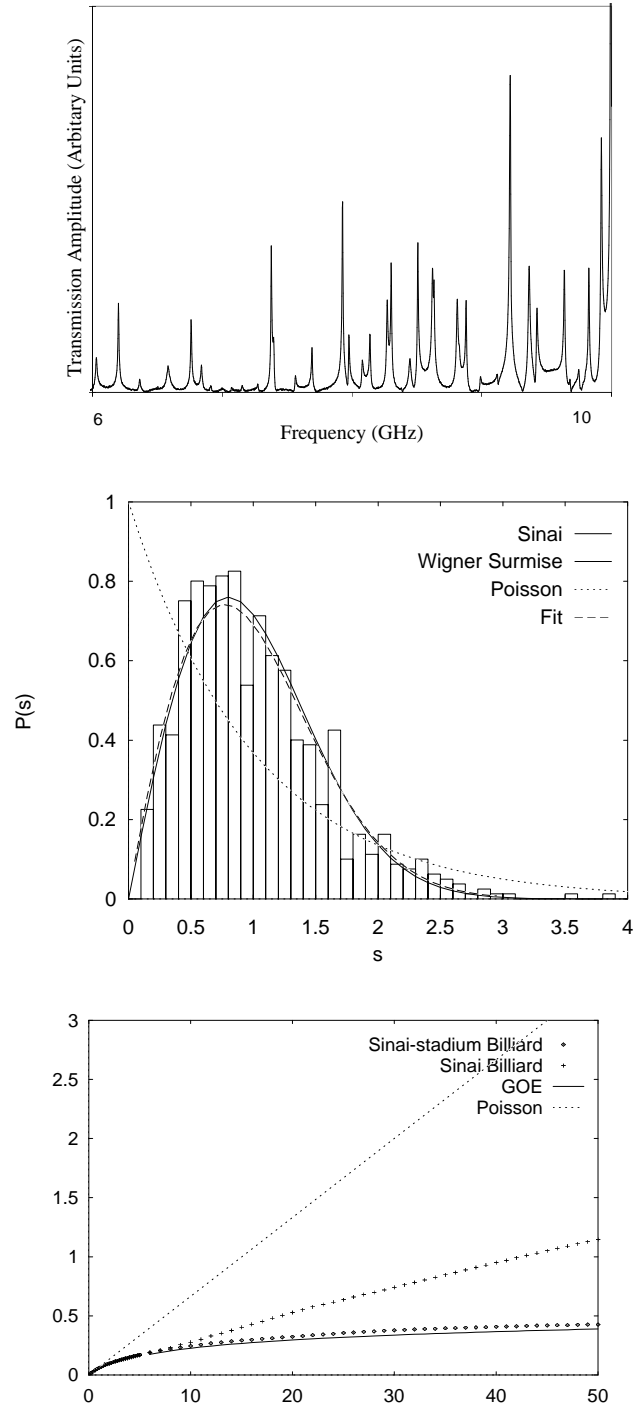 Transmission Amplitude (Arbitary Units)
6
10
Frequency (GHz)
1
0.8
0.6
0.4
0.2
0
P(s)
Sinai
Wigner Surmise
Poisson
Fit
0 0.5 1 1.5 2 2.5 3 3.5 4
s
3
2.5
2
1.5
1
0.5
0
Sinai-stadium Billiard
Sinai Billiard
GOE
Poisson
0 10 20 30 40 50